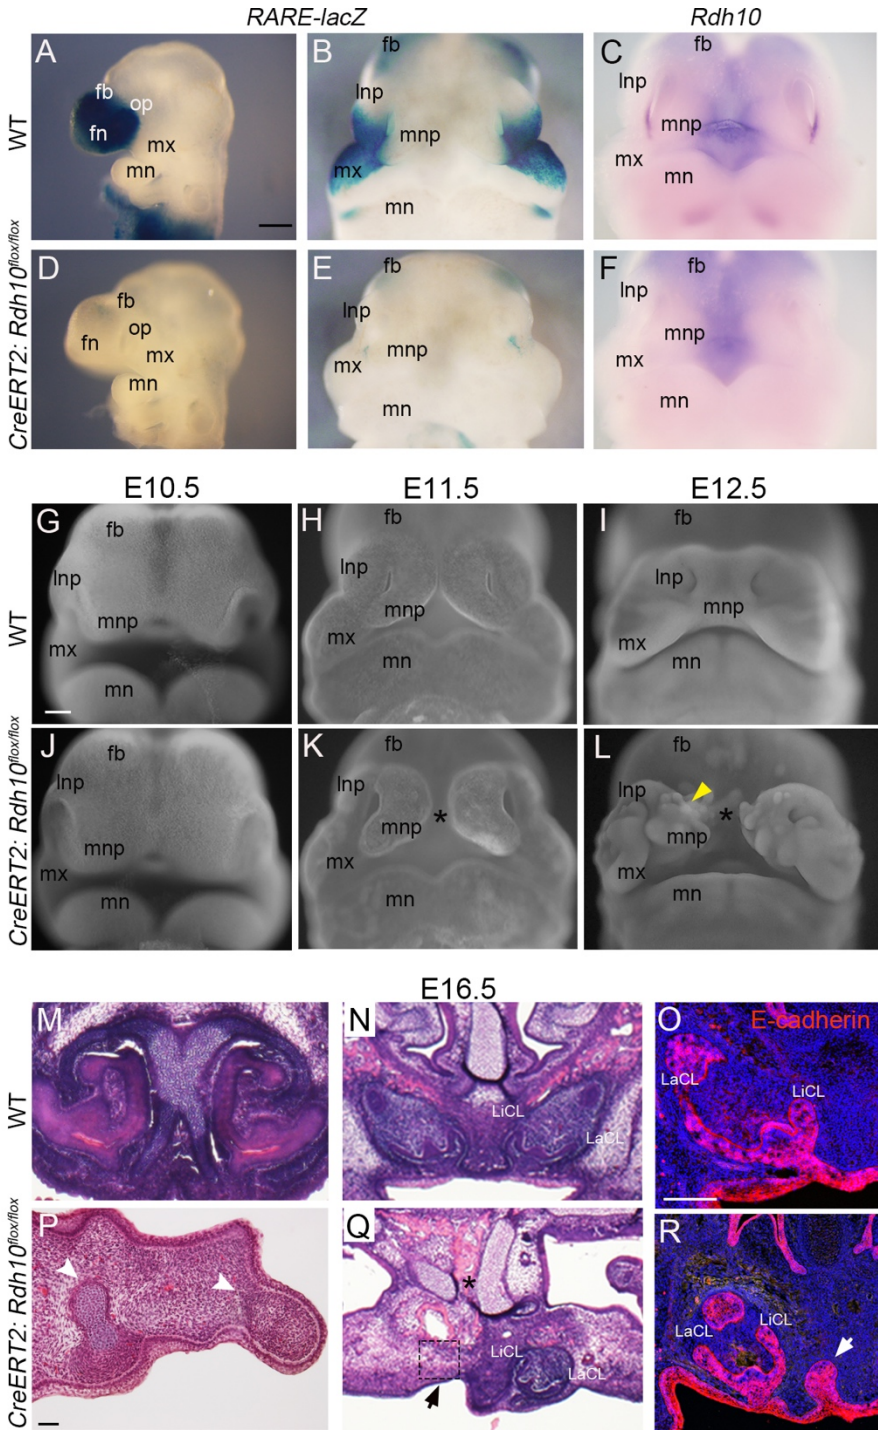 RARE-lacZ Rdh10
WT
A fb op fn mx mn
B fb lnp mnp mx mn
C fb lnp mnp mx mn
CreERT2: Rdh10flox/flox
D fb op fn mx mn
E fb lnp mnp mx mn
F fb lnp mnp mx mn
E10.5 E11.5 E12.5
WT
G fb lnp mnp mx mn
H fb lnp mnp mx mn
I fb lnp mnp mx mn
CreERT2: Rdh10flox/flox
J fb lnp mnp mx mn
K fb lnp * mnp mx mn
L fb lnp * mnp mx mn
E16.5
WT
M
N LiCL LaCL
O E-cadherin LaCL LiCL
CreERT2: Rdh10flox/flox
P
Q * LiCL LaCL
R LaCL LiCL